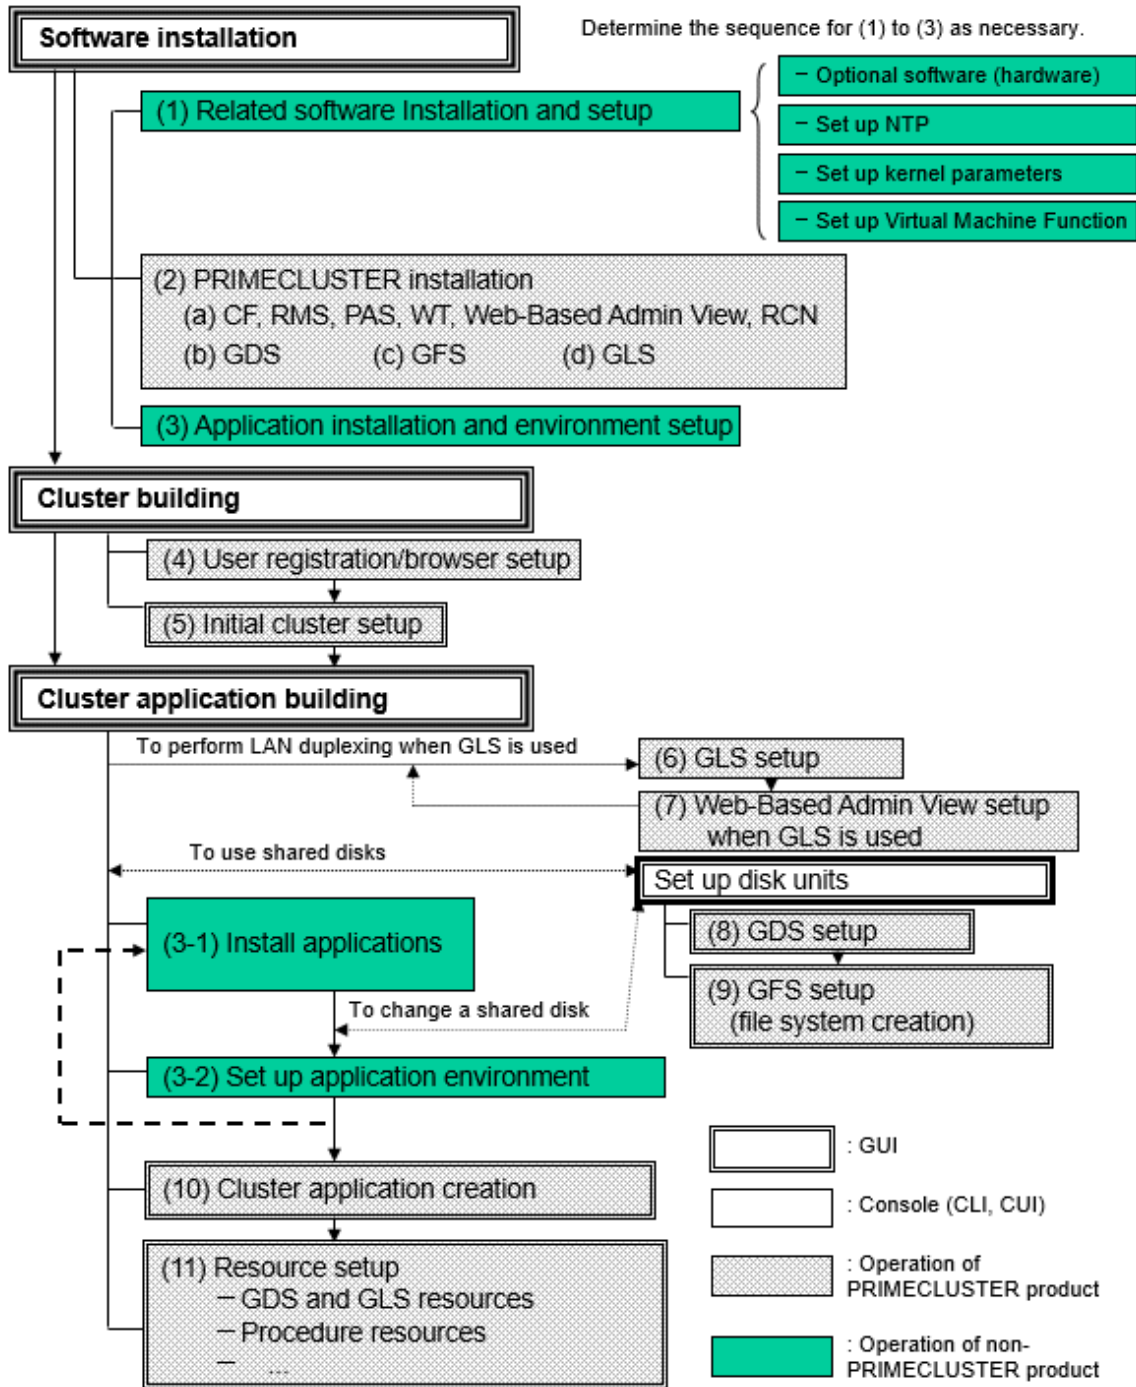 Software installation
Determine the sequence for (1) to (3) as necessary.
(1) Related software Installation and setup
– Optional software (hardware)
– Set up NTP
– Set up kernel parameters
– Set up Virtual Machine Function
(2) PRIMECLUSTER installation
(a) CF, RMS, PAS, WT, Web-Based Admin View, RCN
(b) GDS (c) GFS (d) GLS
(3) Application installation and environment setup
Cluster building
(4) User registration/browser setup
(5) Initial cluster setup
Cluster application building
To perform LAN duplexing when GLS is used
(6) GLS setup
(7) Web-Based Admin View setup
when GLS is used
To use shared disks
Set up disk units
(3-1) Install applications
(8) GDS setup
(9) GFS setup
(file system creation)
To change a shared disk
(3-2) Set up application environment
(10) Cluster application creation
(11) Resource setup
– GDS and GLS resources
– Procedure resources
– ...
: GUI
: Console (CLI, CUI)
: Operation of
PRIMECLUSTER product
: Operation of non-
PRIMECLUSTER product